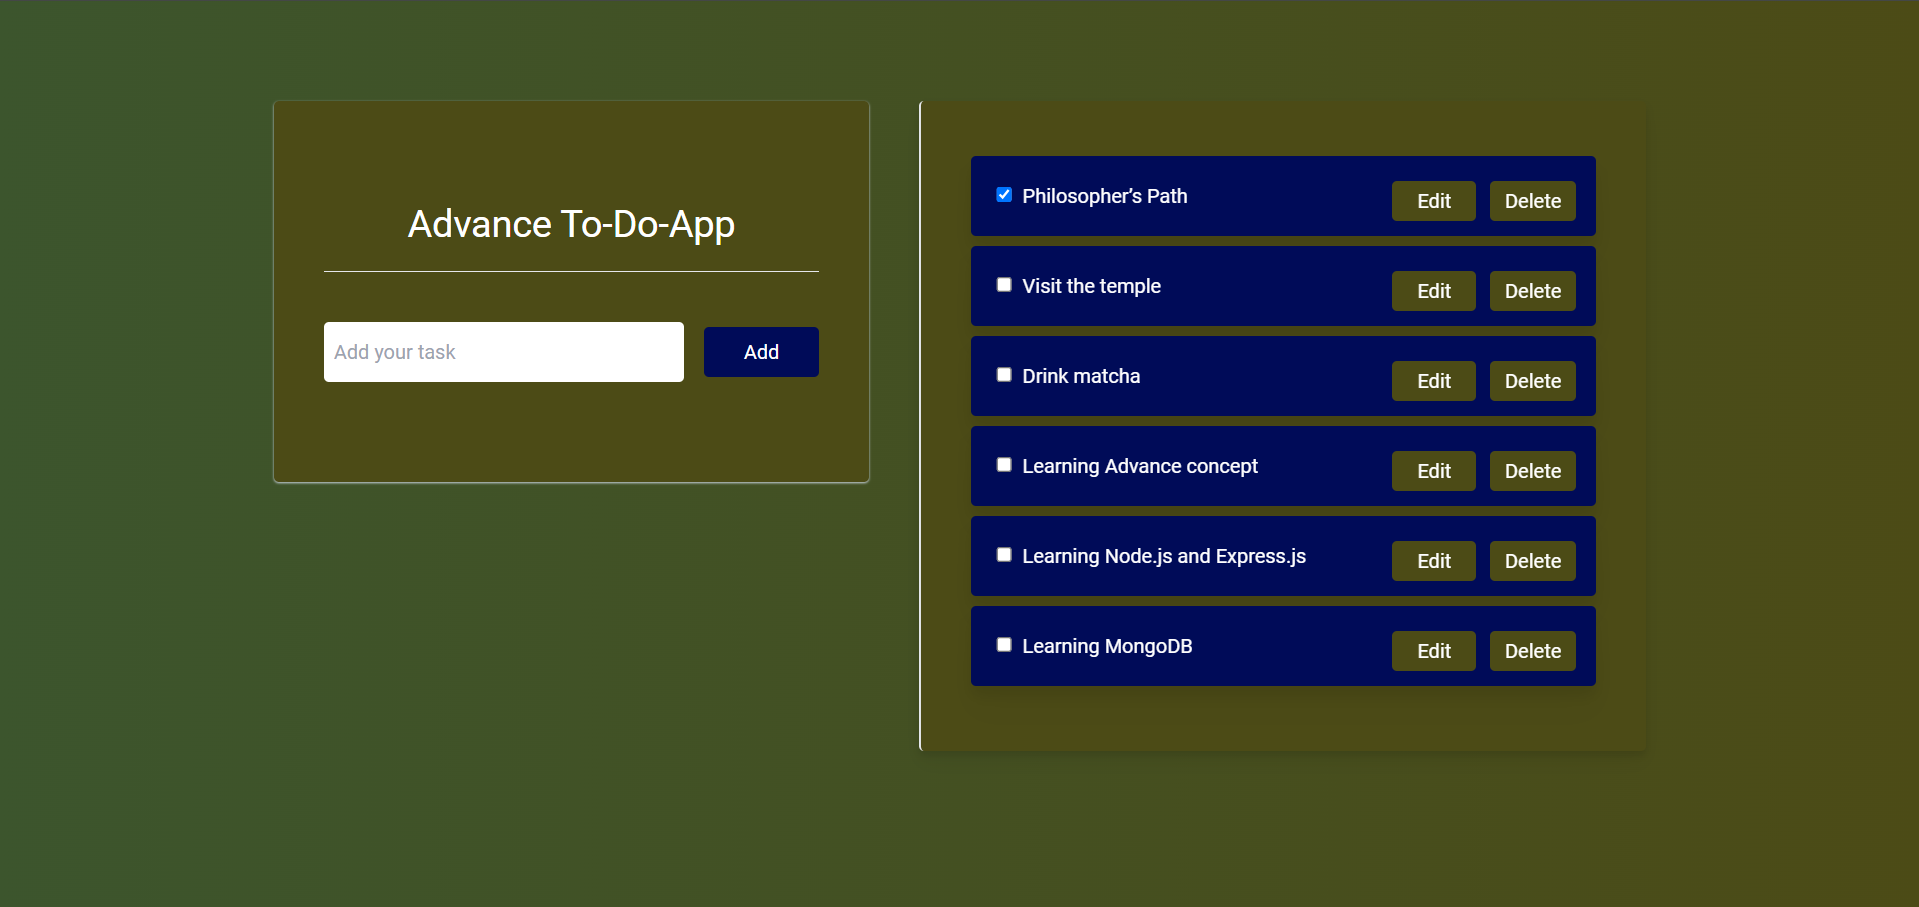 Advance To-Do-App
Add your task
Add
Philosopher’s Path
Edit
Delete
Visit the temple
Edit
Delete
Drink matcha
Edit
Delete
Learning Advance concept
Edit
Delete
Learning Node.js and Express.js
Edit
Delete
Learning MongoDB
Edit
Delete